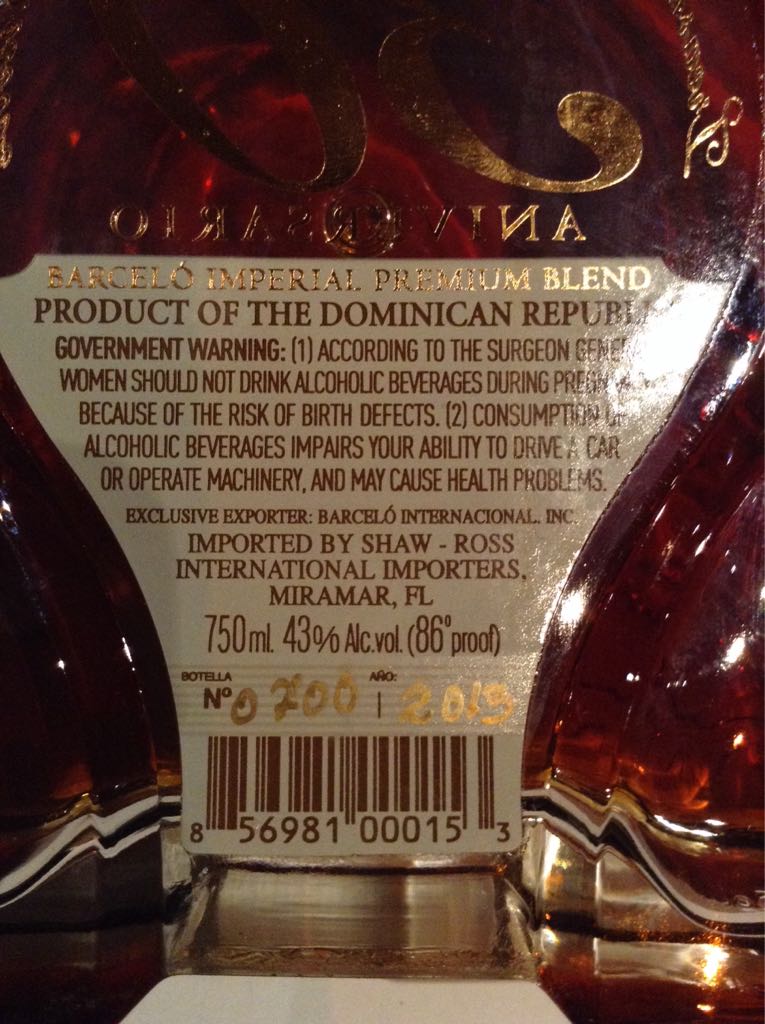 ANIVERSARIO
BARCELÓ IMPERIAL PREMIUM BLEND
PRODUCT OF THE DOMINICAN
GOVERNMENT WARNING: (1) ACCORDING TO THE SURGEON
WOMEN SHOULD NOT DRINK ALCOHOLIC BEVERAGES DURING
BECAUSE OF THE RISK OF BIRTH DEFECTS. (2) CONSUMPTION OF
ALCOHOLIC BEVERAGES IMPAIRS YOUR ABILITY TO DRIVE A CAR
OR OPERATE MACHINERY, AND MAY CAUSE HEALTH PROBLEMS.
EXCLUSIVE EXPORTER: BARCELÓ INTERNACIONAL. INC.
IMPORTED BY SHAW - ROSS
INTERNATIONAL IMPORTERS,
MIRAMAR, FL
750 ml. 43% Alc.vol. (86° proof)
BOTELLA AÑO:
Nº 0700 | 2013
8 56981 00015 3